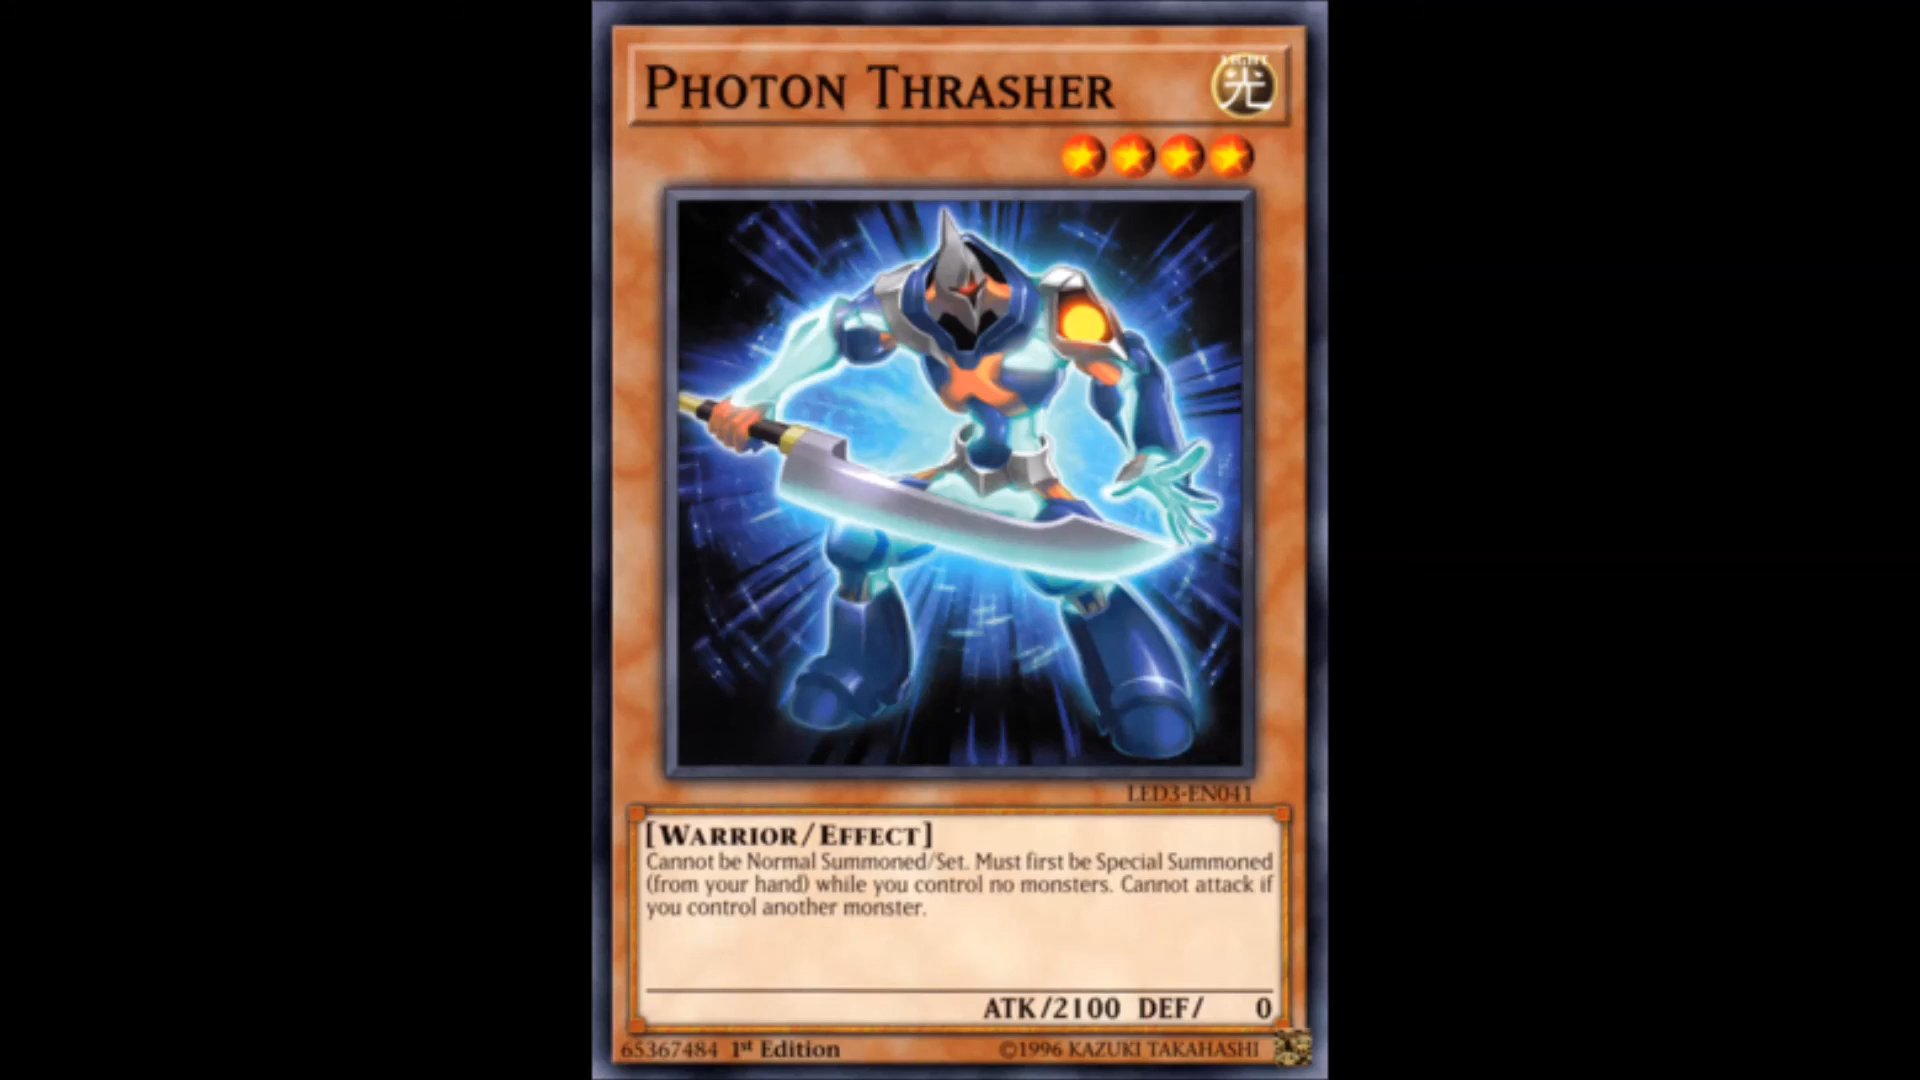 PHOTON THRASHER
LIGHT
光
LED3-EN041
[WARRIOR/EFFECT]
Cannot be Normal Summoned/Set. Must first be Special Summoned
(from your hand) while you control no monsters. Cannot attack if
you control another monster.
ATK/2100 DEF/ 0
65367484 1st Edition ©1996 KAZUKI TAKAHASHI